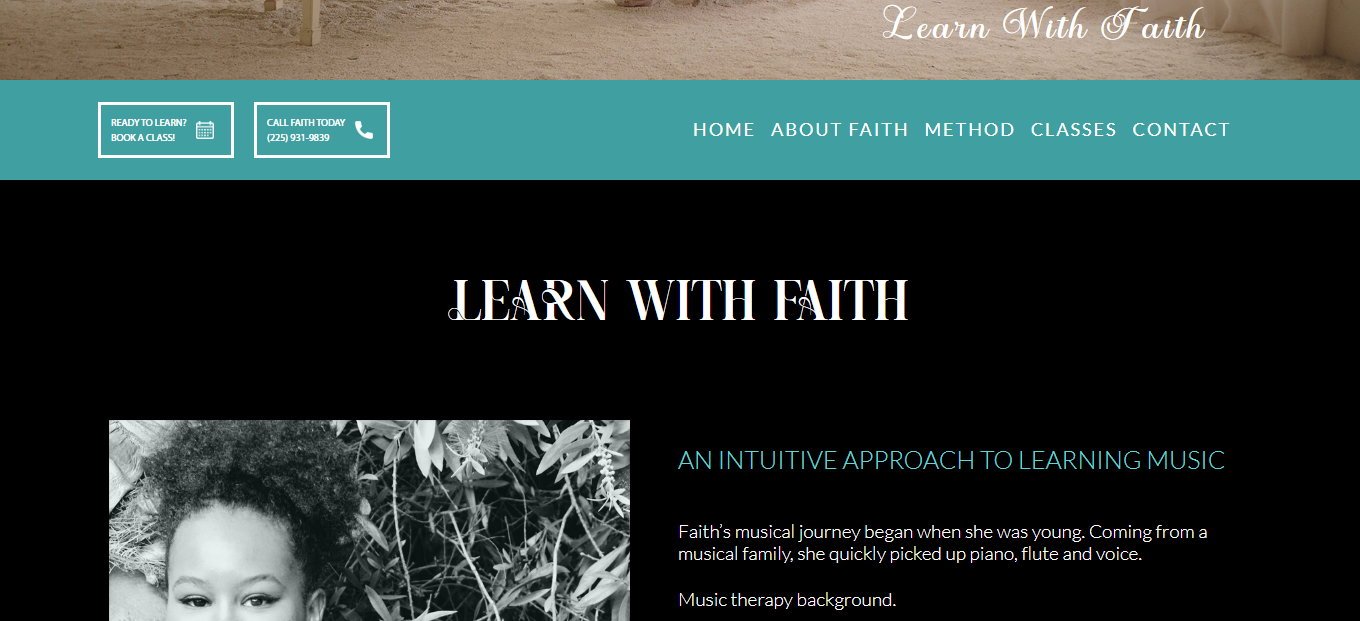 Learn With Faith
READY TO LEARN?
BOOK A CLASS!
CALL FAITH TODAY
(225) 931-9839
HOME ABOUT FAITH METHOD CLASSES CONTACT
LEARN WITH FAITH
AN INTUITIVE APPROACH TO LEARNING MUSIC
Faith’s musical journey began when she was young. Coming from a
musical family, she quickly picked up piano, flute and voice.
Music therapy background.